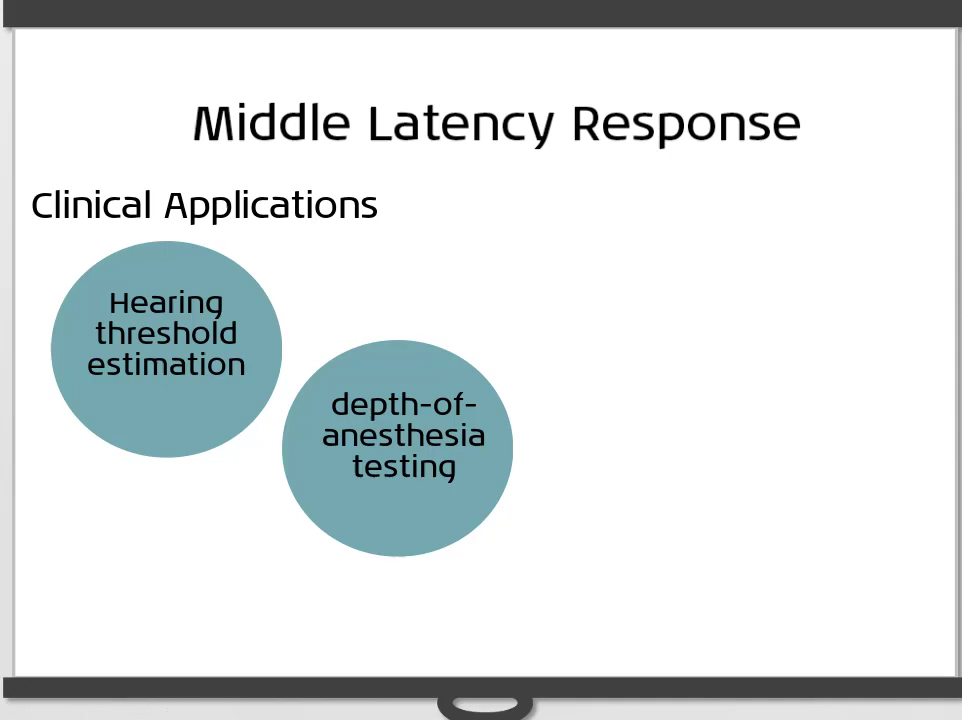 Middle Latency Response
Clinical Applications
Hearing
threshold
estimation
depth-of-
anesthesia
testing